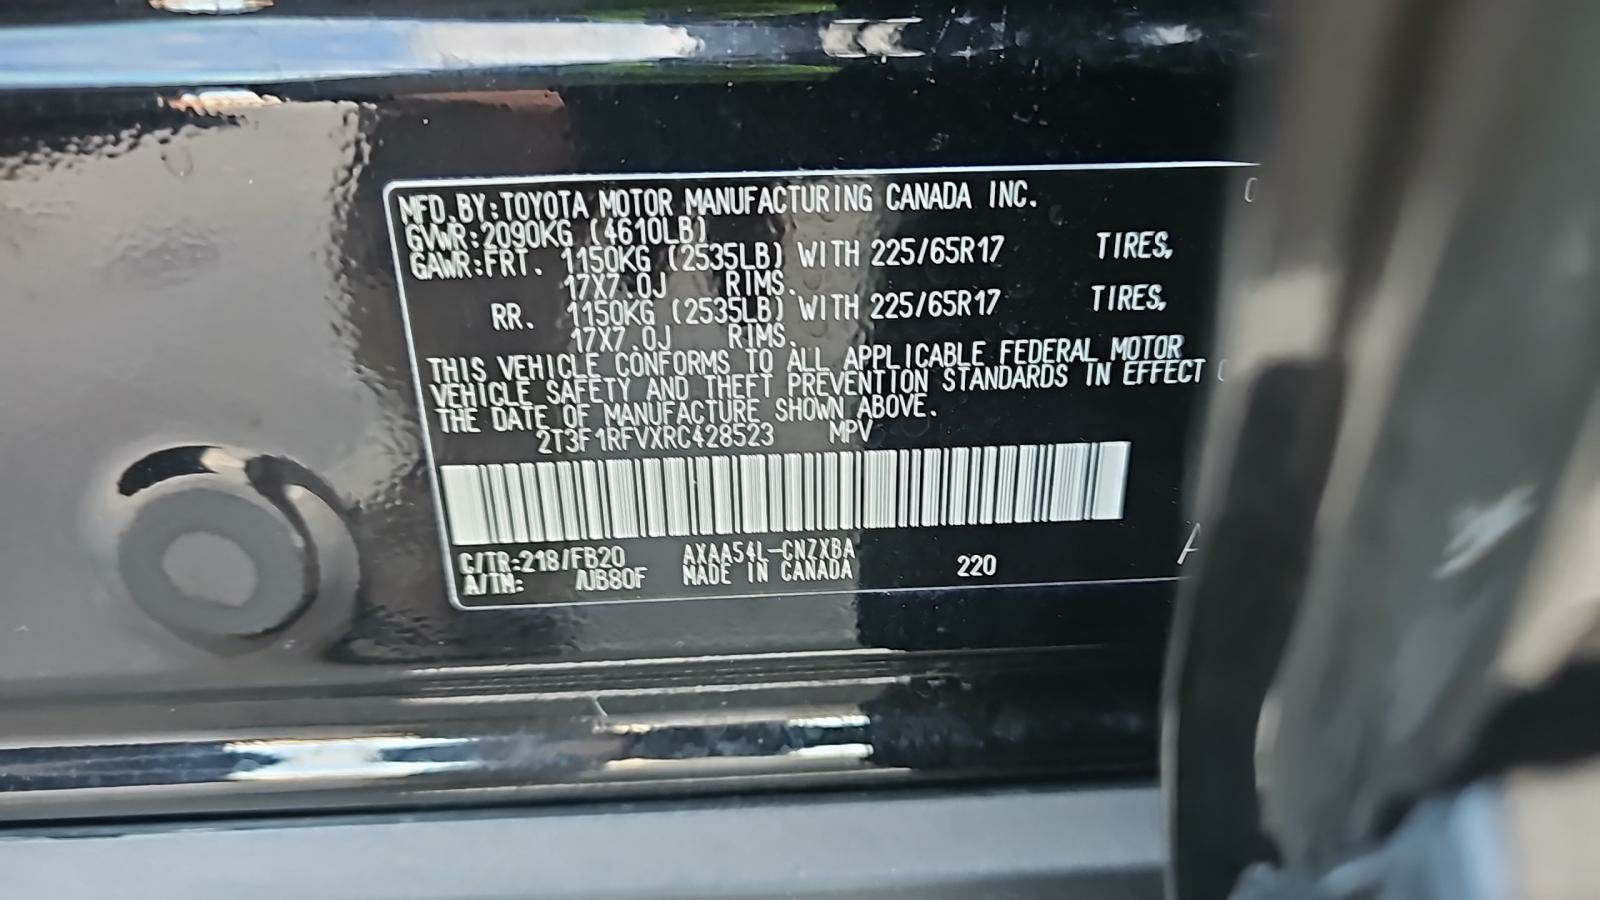 MFD.BY:TOYOTA MOTOR MANUFACTURING CANADA INC.
GVWR:2090KG (4610LB)
GAWR:FRT. 1150KG (2535LB) WITH 225/65R17 TIRES,
17X7.0J RIMS.
RR. 1150KG (2535LB) WITH 225/65R17 TIRES,
17X7.0J RIMS.
THIS VEHICLE CONFORMS TO ALL APPLICABLE FEDERAL MOTOR
VEHICLE SAFETY AND THEFT PREVENTION STANDARDS IN EFFECT
THE DATE OF MANUFACTURE SHOWN ABOVE.
2T3F1RFVXRC428523 MPV
C/TR:218/FB20 AXAA54L-CNZXBA
A/TM: /UB80F MADE IN CANADA 220